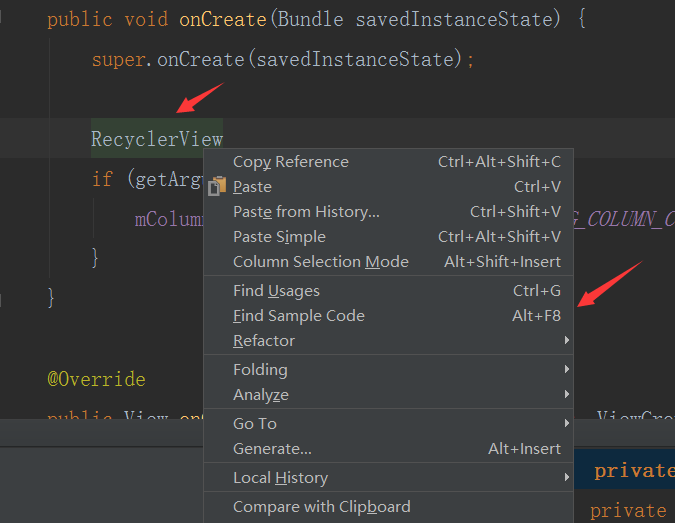 public void onCreate(Bundle savedInstanceState) {
super.onCreate(savedInstanceState);
RecyclerView
if (getArg
mColum
_COLUMN_C
}
}
Copy Reference Ctrl+Alt+Shift+C
Paste Ctrl+V
Paste from History... Ctrl+Shift+V
Paste Simple Ctrl+Alt+Shift+V
Column Selection Mode Alt+Shift+Insert
Find Usages Ctrl+G
Find Sample Code Alt+F8
Refactor
Folding
Analyze
Go To
Generate... Alt+Insert
Local History
Compare with Clipboard
@Override
public View on
ViewGro
private
private